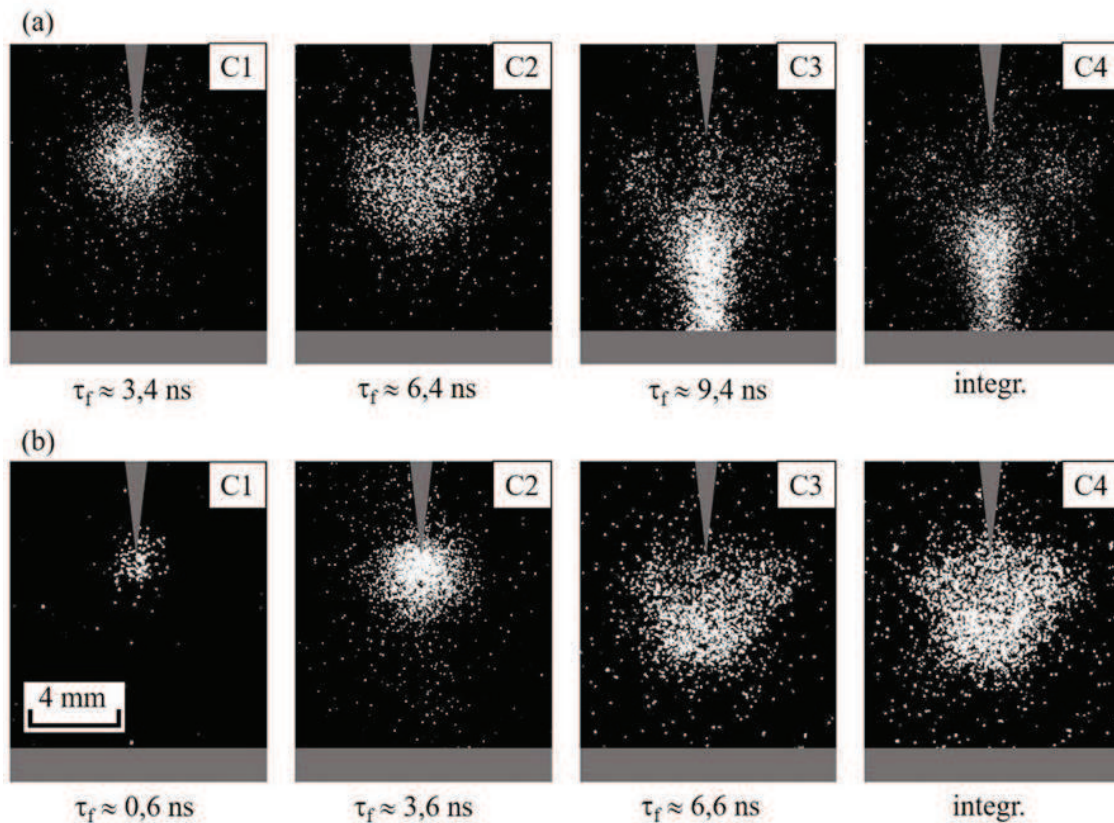 (a)
C1 C2 C3 C4
τf ≈ 3,4 ns τf ≈ 6,4 ns τf ≈ 9,4 ns integr.
(b)
C1 C2 C3 C4
4 mm
τf ≈ 0,6 ns τf ≈ 3,6 ns τf ≈ 6,6 ns integr.